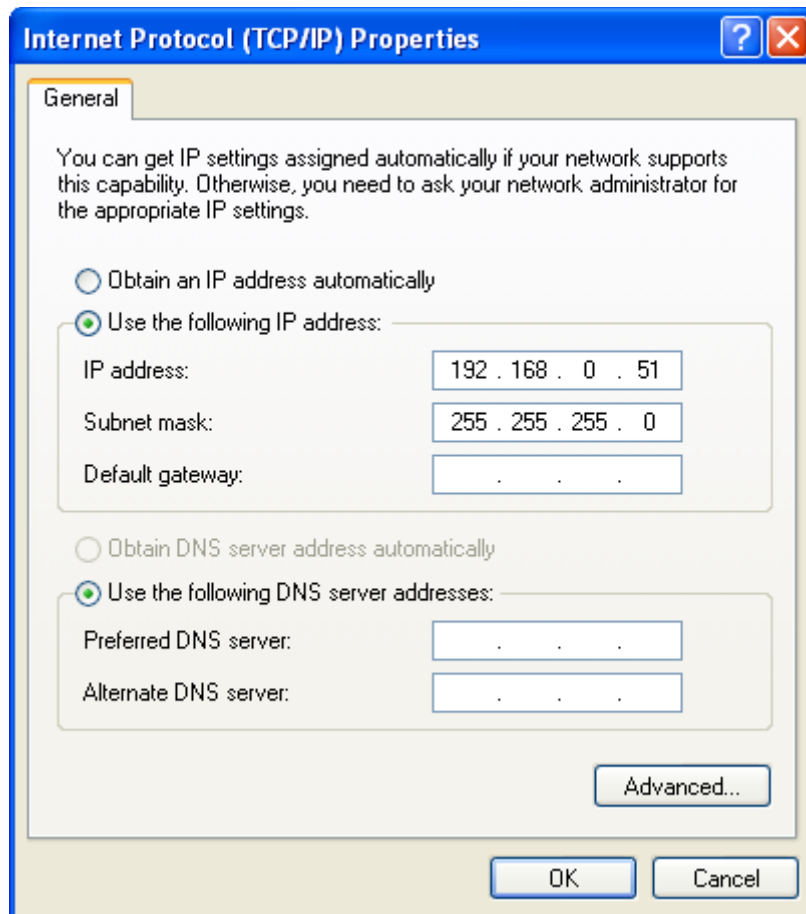 Internet Protocol (TCP/IP) Properties
General
You can get IP settings assigned automatically if your network supports
this capability. Otherwise, you need to ask your network administrator for
the appropriate IP settings.
Obtain an IP address automatically
Use the following IP address:
IP address: 192 . 168 . 0 . 51
Subnet mask: 255 . 255 . 255 . 0
Default gateway: . . .
Obtain DNS server address automatically
Use the following DNS server addresses:
Preferred DNS server: . . .
Alternate DNS server: . . .
Advanced...
OK Cancel